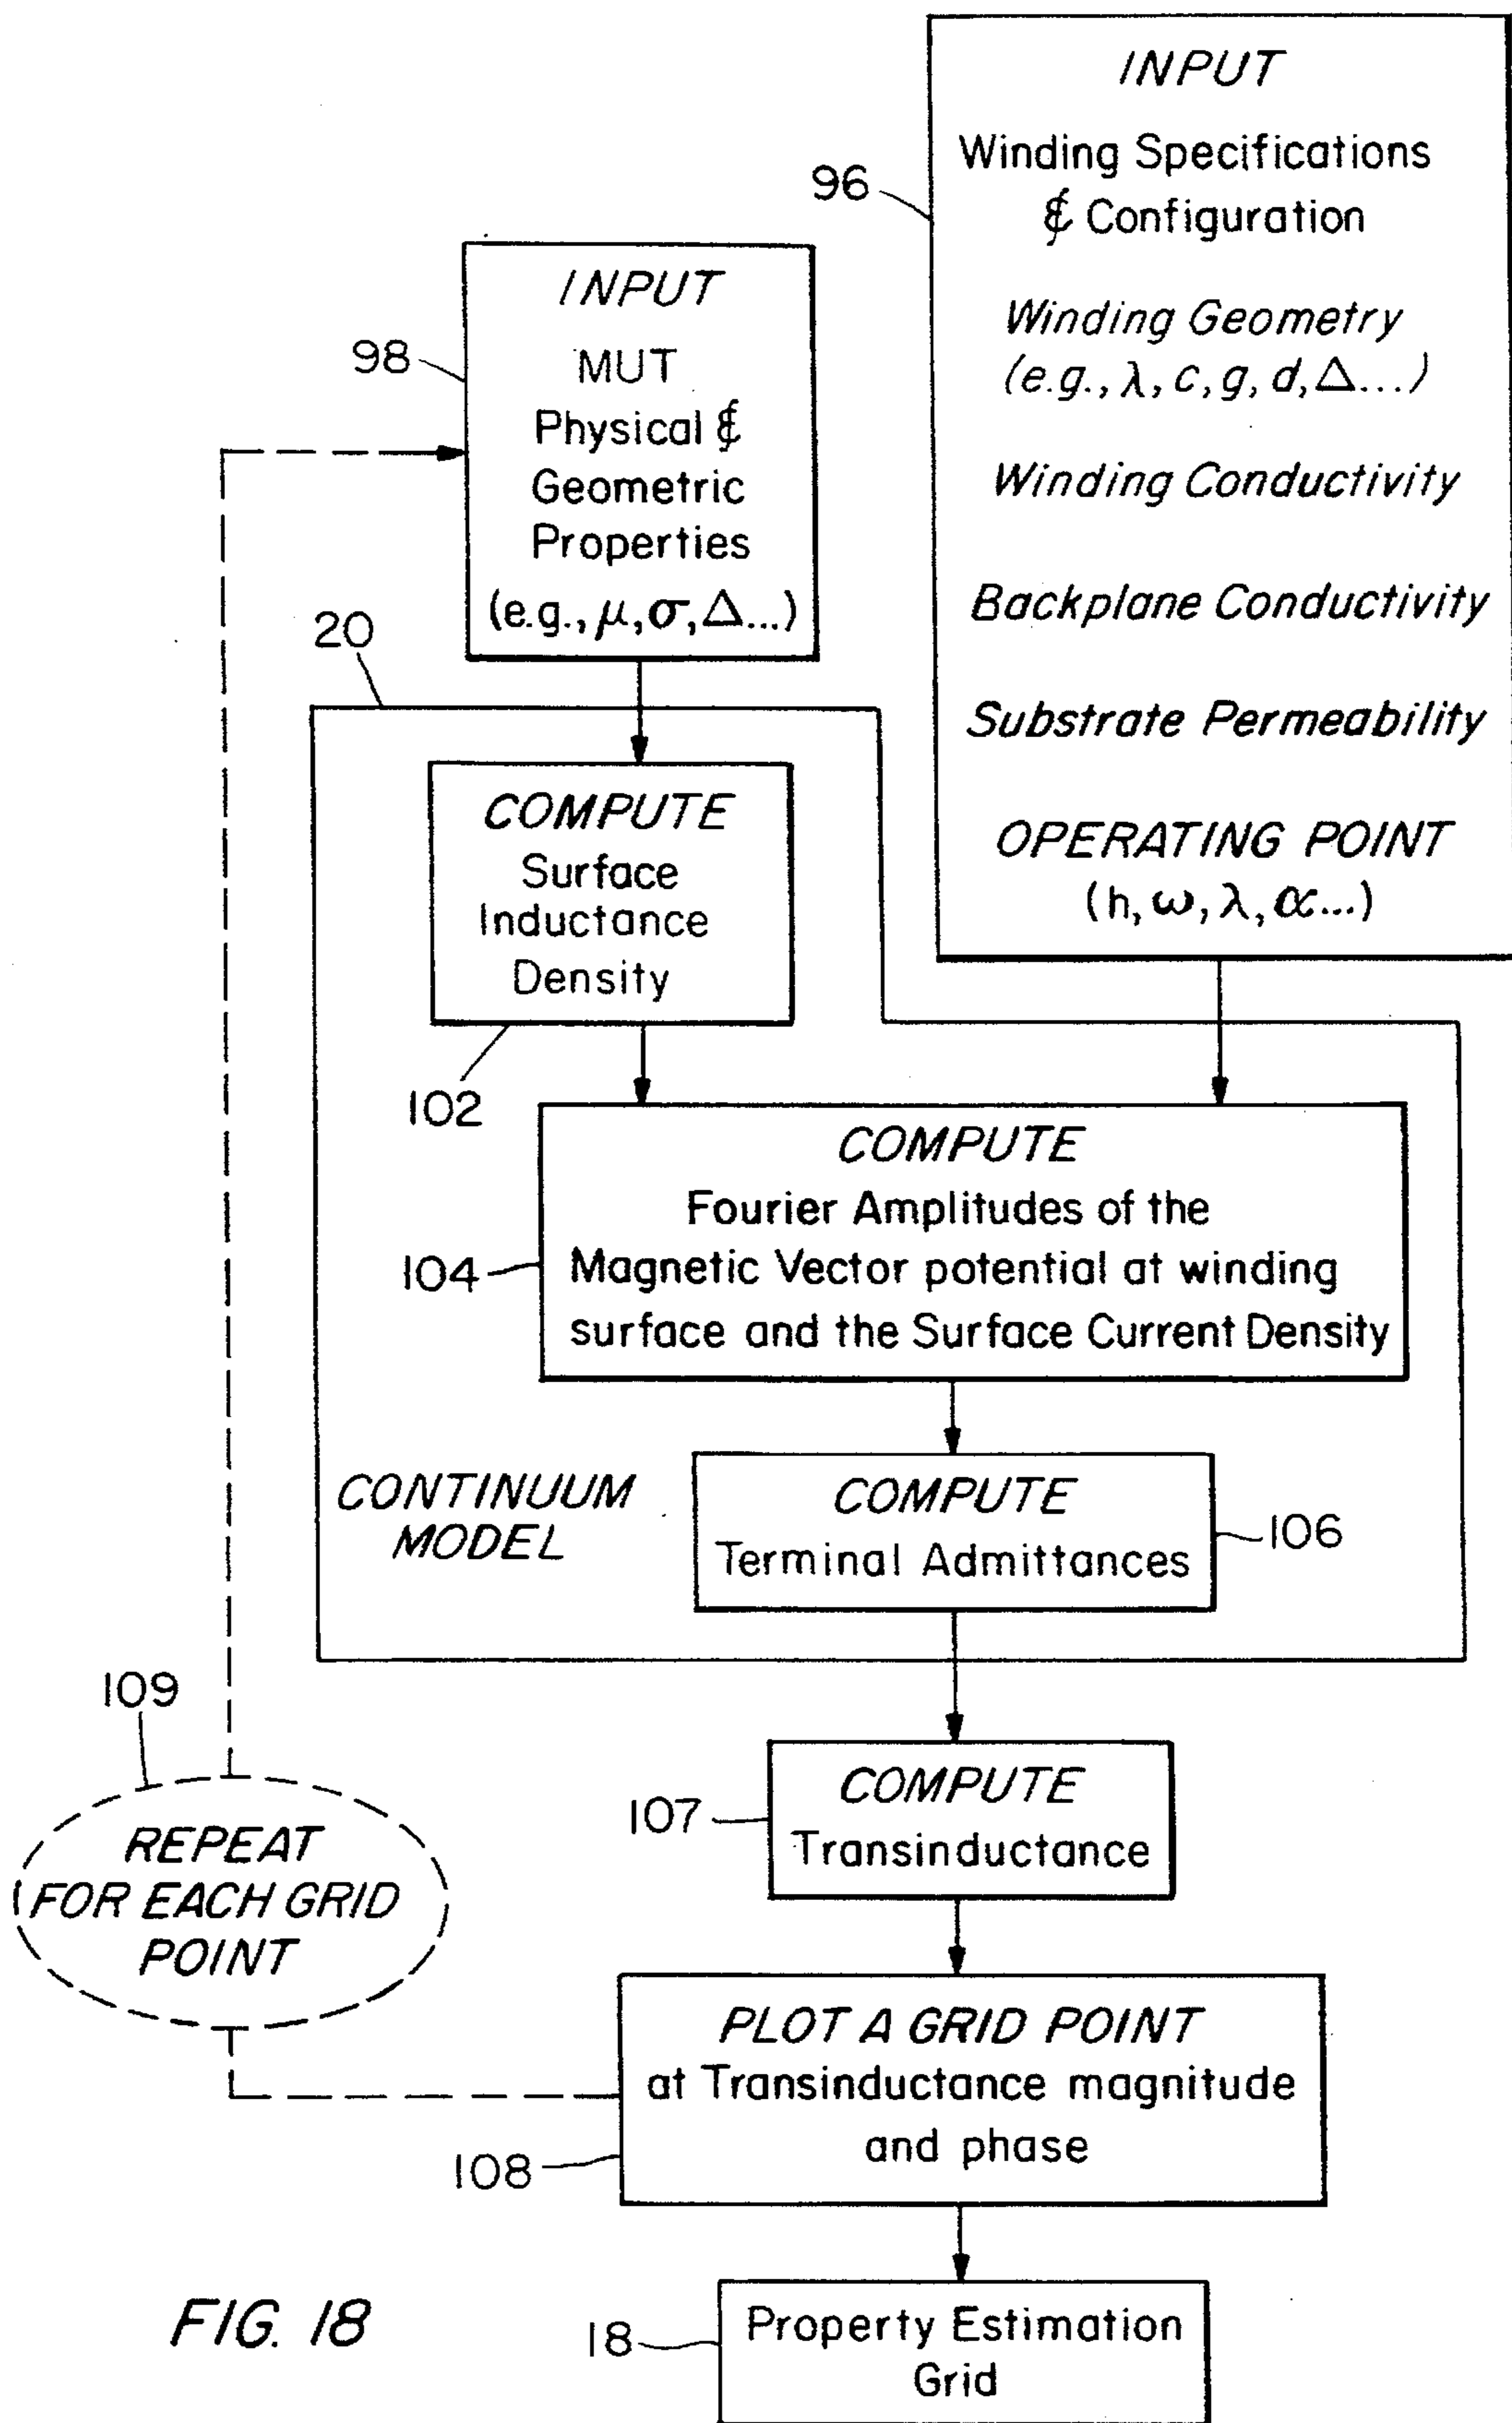 INPUT
Winding Specifications
& Configuration
Winding Geometry
(e.g., λ, c, g, d, Δ...)
Winding Conductivity
Backplane Conductivity
Substrate Permeability
OPERATING POINT
(h, ω, λ, α...)
96
INPUT
MUT
Physical &
Geometric
Properties
(e.g., μ, σ, Δ...)
98
20
COMPUTE
Surface
Inductance
Density
102
COMPUTE
Fourier Amplitudes of the
Magnetic Vector potential at winding
surface and the Surface Current Density
104
CONTINUUM
MODEL
COMPUTE
Terminal Admittances
106
109
REPEAT
FOR EACH GRID
POINT
COMPUTE
Transinductance
107
PLOT A GRID POINT
at Transinductance magnitude
and phase
108
Property Estimation
Grid
18
FIG. 18